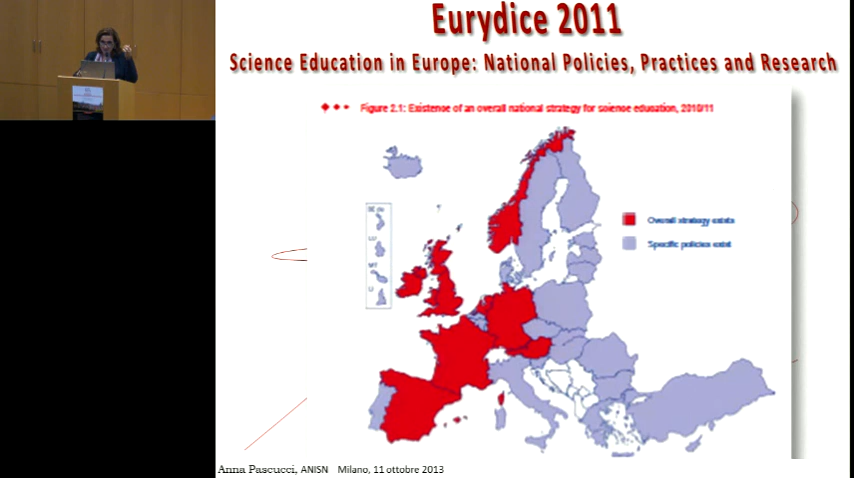 Eurydice 2011
Science Education in Europe: National Policies, Practices and Research
Figure 2.1: Existence of an overall national strategy for science education, 2010/11
Overall strategy exists
Specific policies exist
Anna Pascucci, ANISN Milano, 11 ottobre 2013